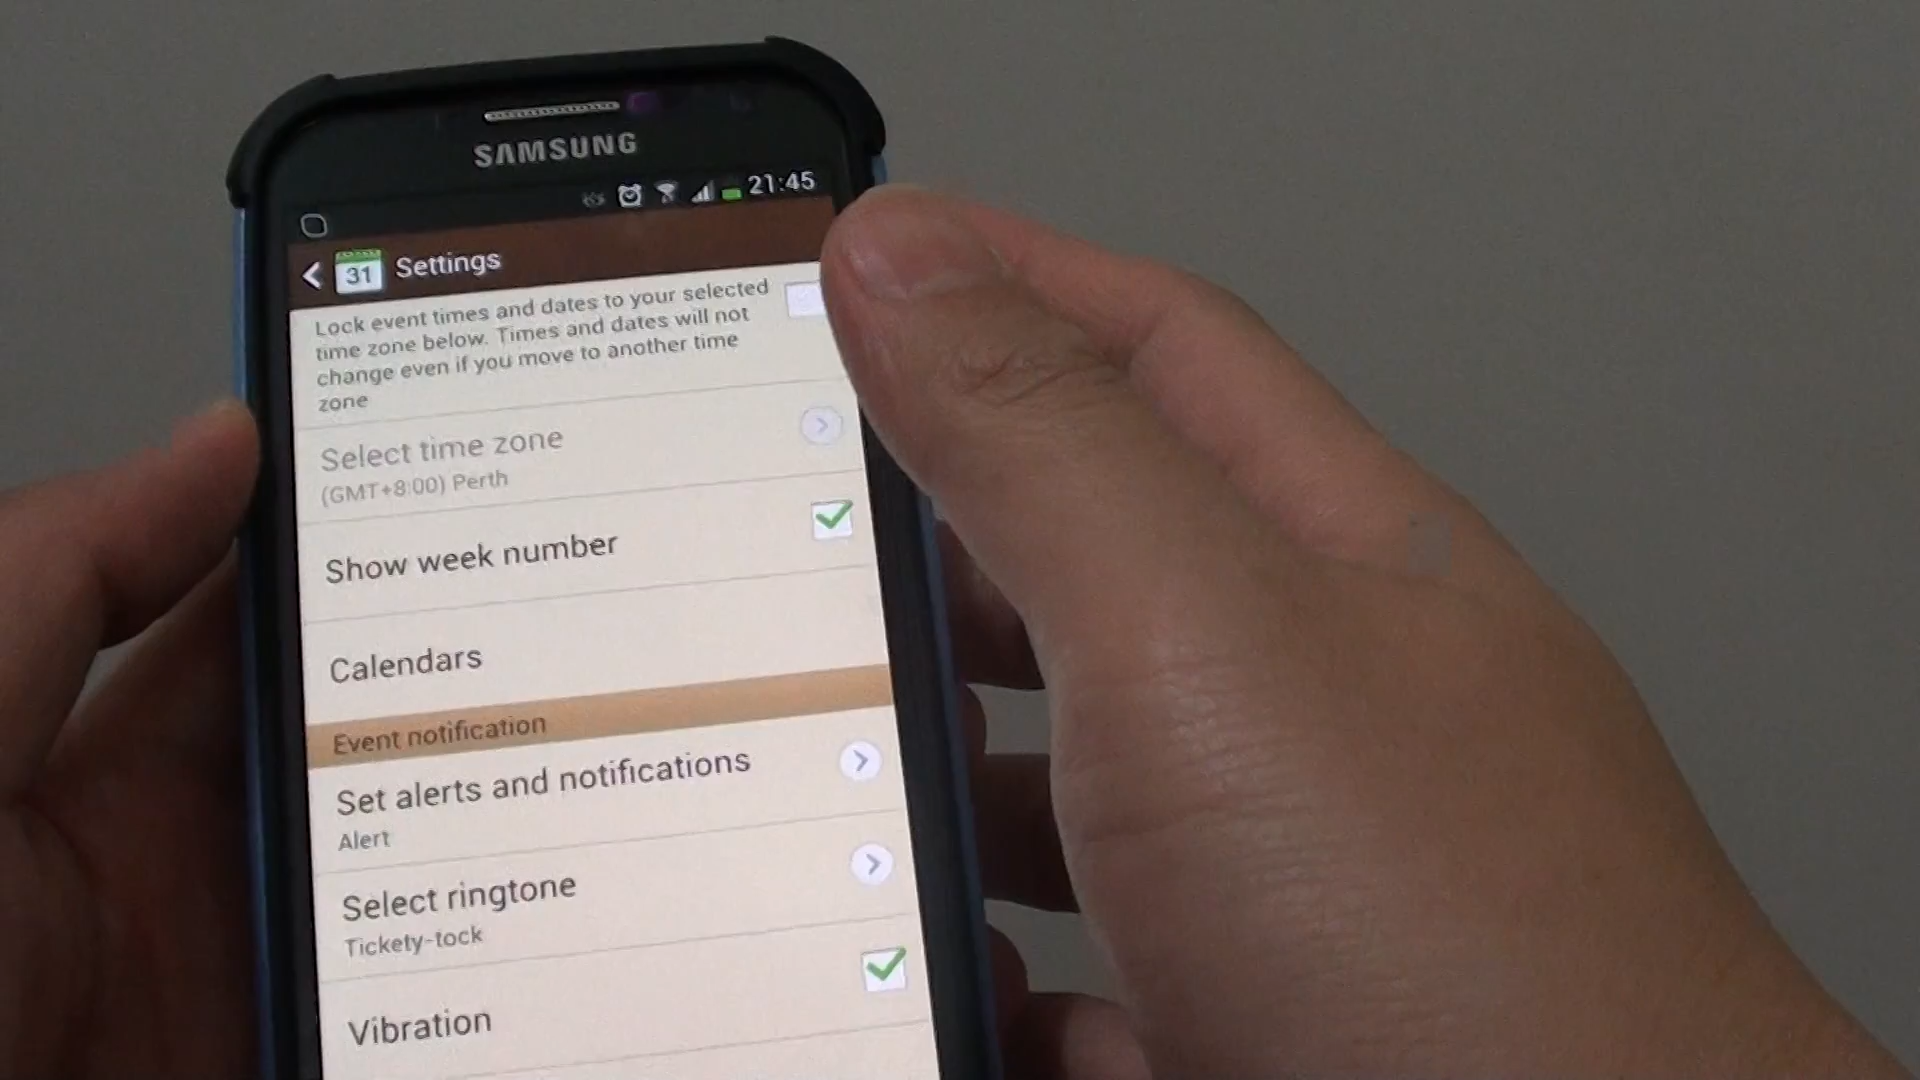 SAMSUNG
21:45
31 Settings
Lock event times and dates to your selected
time zone below. Times and dates will not
change even if you move to another time
zone
Select time zone
(GMT+8:00) Perth
Show week number
Calendars
Event notification
Set alerts and notifications
Alert
Select ringtone
Tickety-tock
Vibration